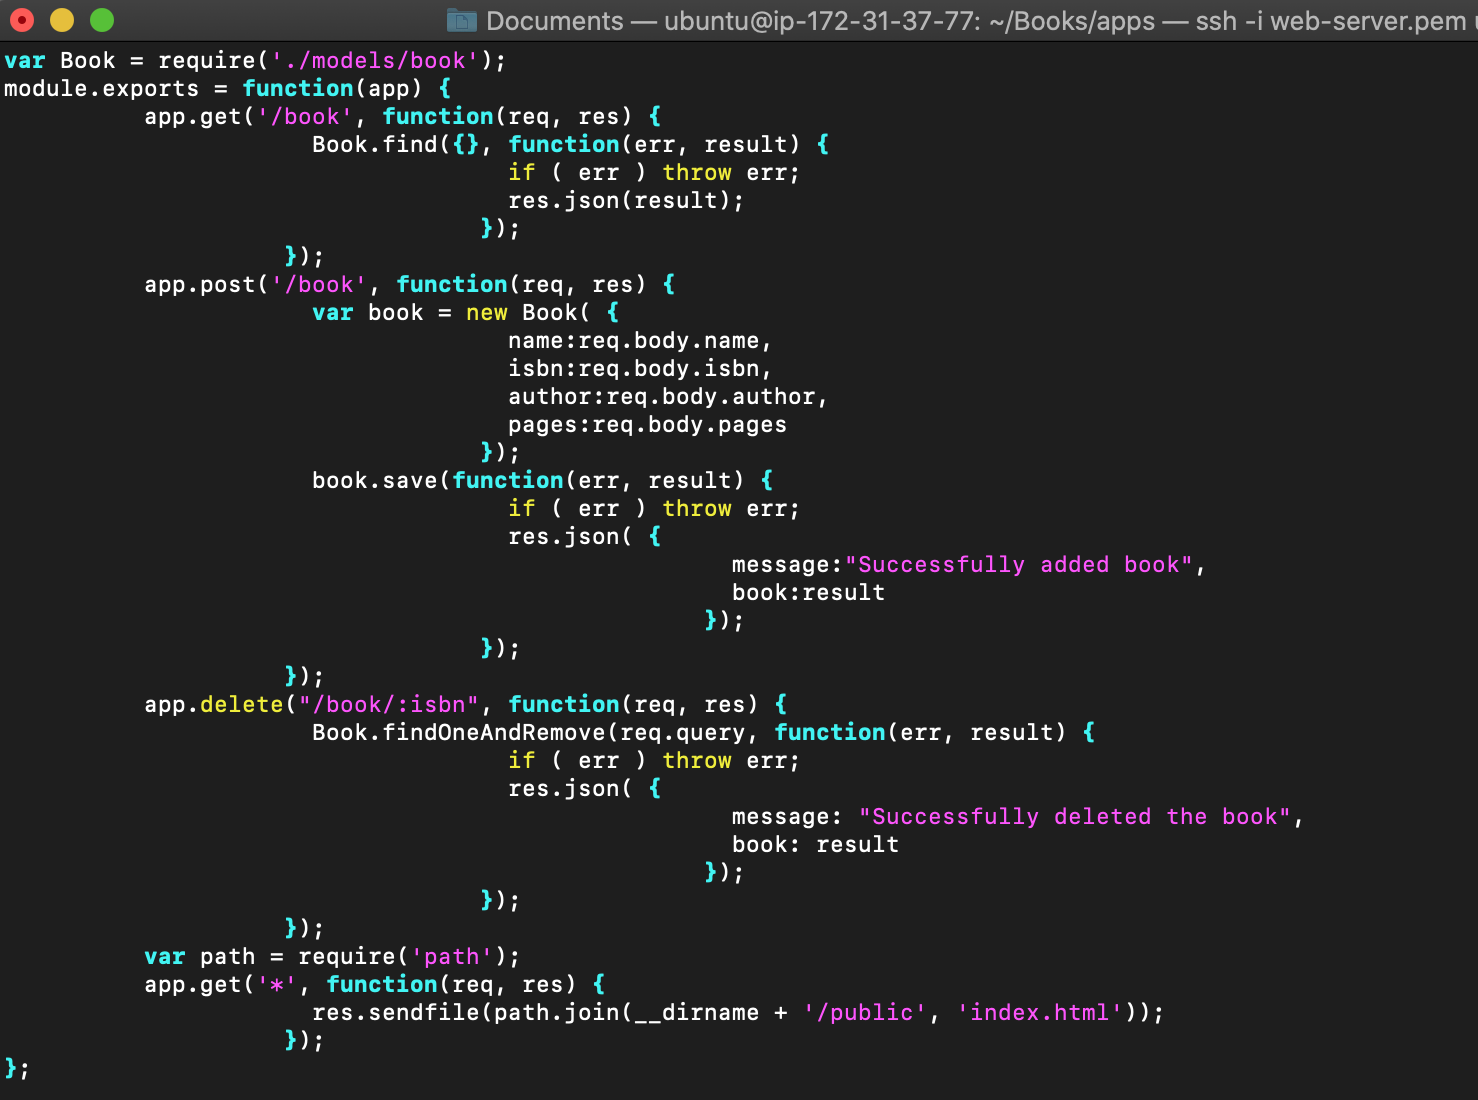 Documents — ubuntu@ip-172-31-37-77: ~/Books/apps — ssh -i web-server.pem
var Book = require('./models/book');
module.exports = function(app) {
          app.get('/book', function(req, res) {
                      Book.find({}, function(err, result) {
                                    if ( err ) throw err;
                                    res.json(result);
                                  });
                    });
          app.post('/book', function(req, res) {
                      var book = new Book( {
                                    name:req.body.name,
                                    isbn:req.body.isbn,
                                    author:req.body.author,
                                    pages:req.body.pages
                                  });
                      book.save(function(err, result) {
                                    if ( err ) throw err;
                                    res.json( {
                                                    message:"Successfully added book",
                                                    book:result
                                                  });
                                  });
                    });
          app.delete("/book/:isbn", function(req, res) {
                      Book.findOneAndRemove(req.query, function(err, result) {
                                    if ( err ) throw err;
                                    res.json( {
                                                    message: "Successfully deleted the book",
                                                    book: result
                                                  });
                                  });
                    });
          var path = require('path');
          app.get('*', function(req, res) {
                      res.sendfile(path.join(__dirname + '/public', 'index.html'));
                    });
};